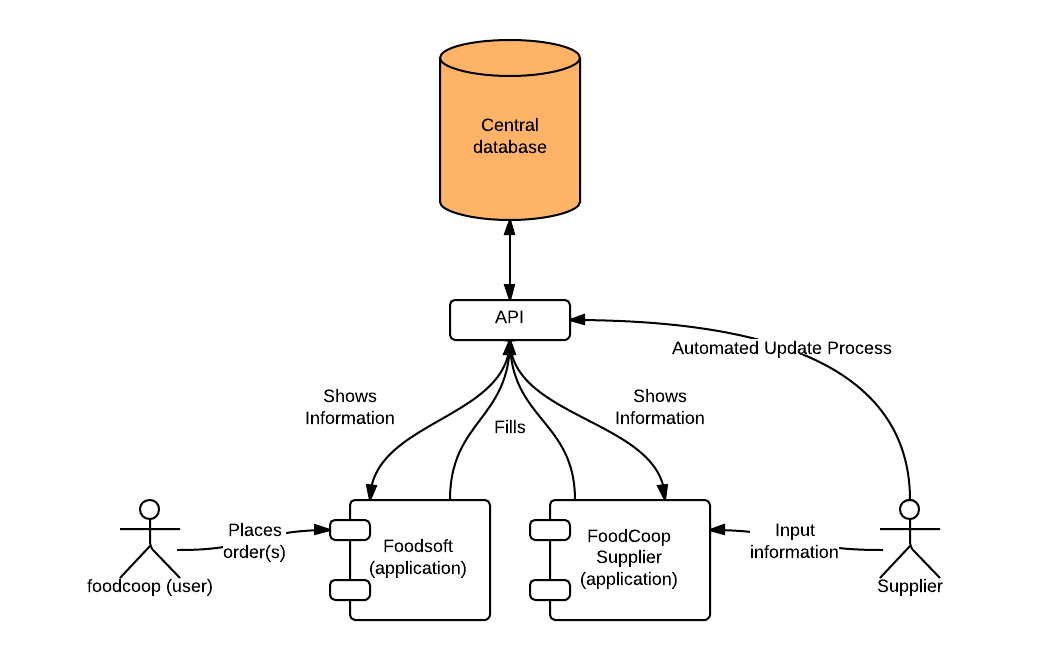 Central
database
API
Automated Update Process
Shows
Information
Shows
Information
Fills
Places
order(s)
foodcoop (user)
Foodsoft
(application)
FoodCoop
Supplier
(application)
Input
information
Supplier